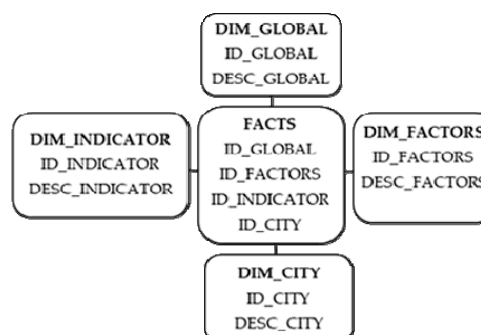 DIM_GLOBAL
ID_GLOBAL
DESC_GLOBAL
DIM_INDICATOR
ID_INDICATOR
DESC_INDICATOR
FACTS
ID_GLOBAL
ID_FACTORS
ID_INDICATOR
ID_CITY
DIM_FACTORS
ID_FACTORS
DESC_FACTORS
DIM_CITY
ID_CITY
DESC_CITY